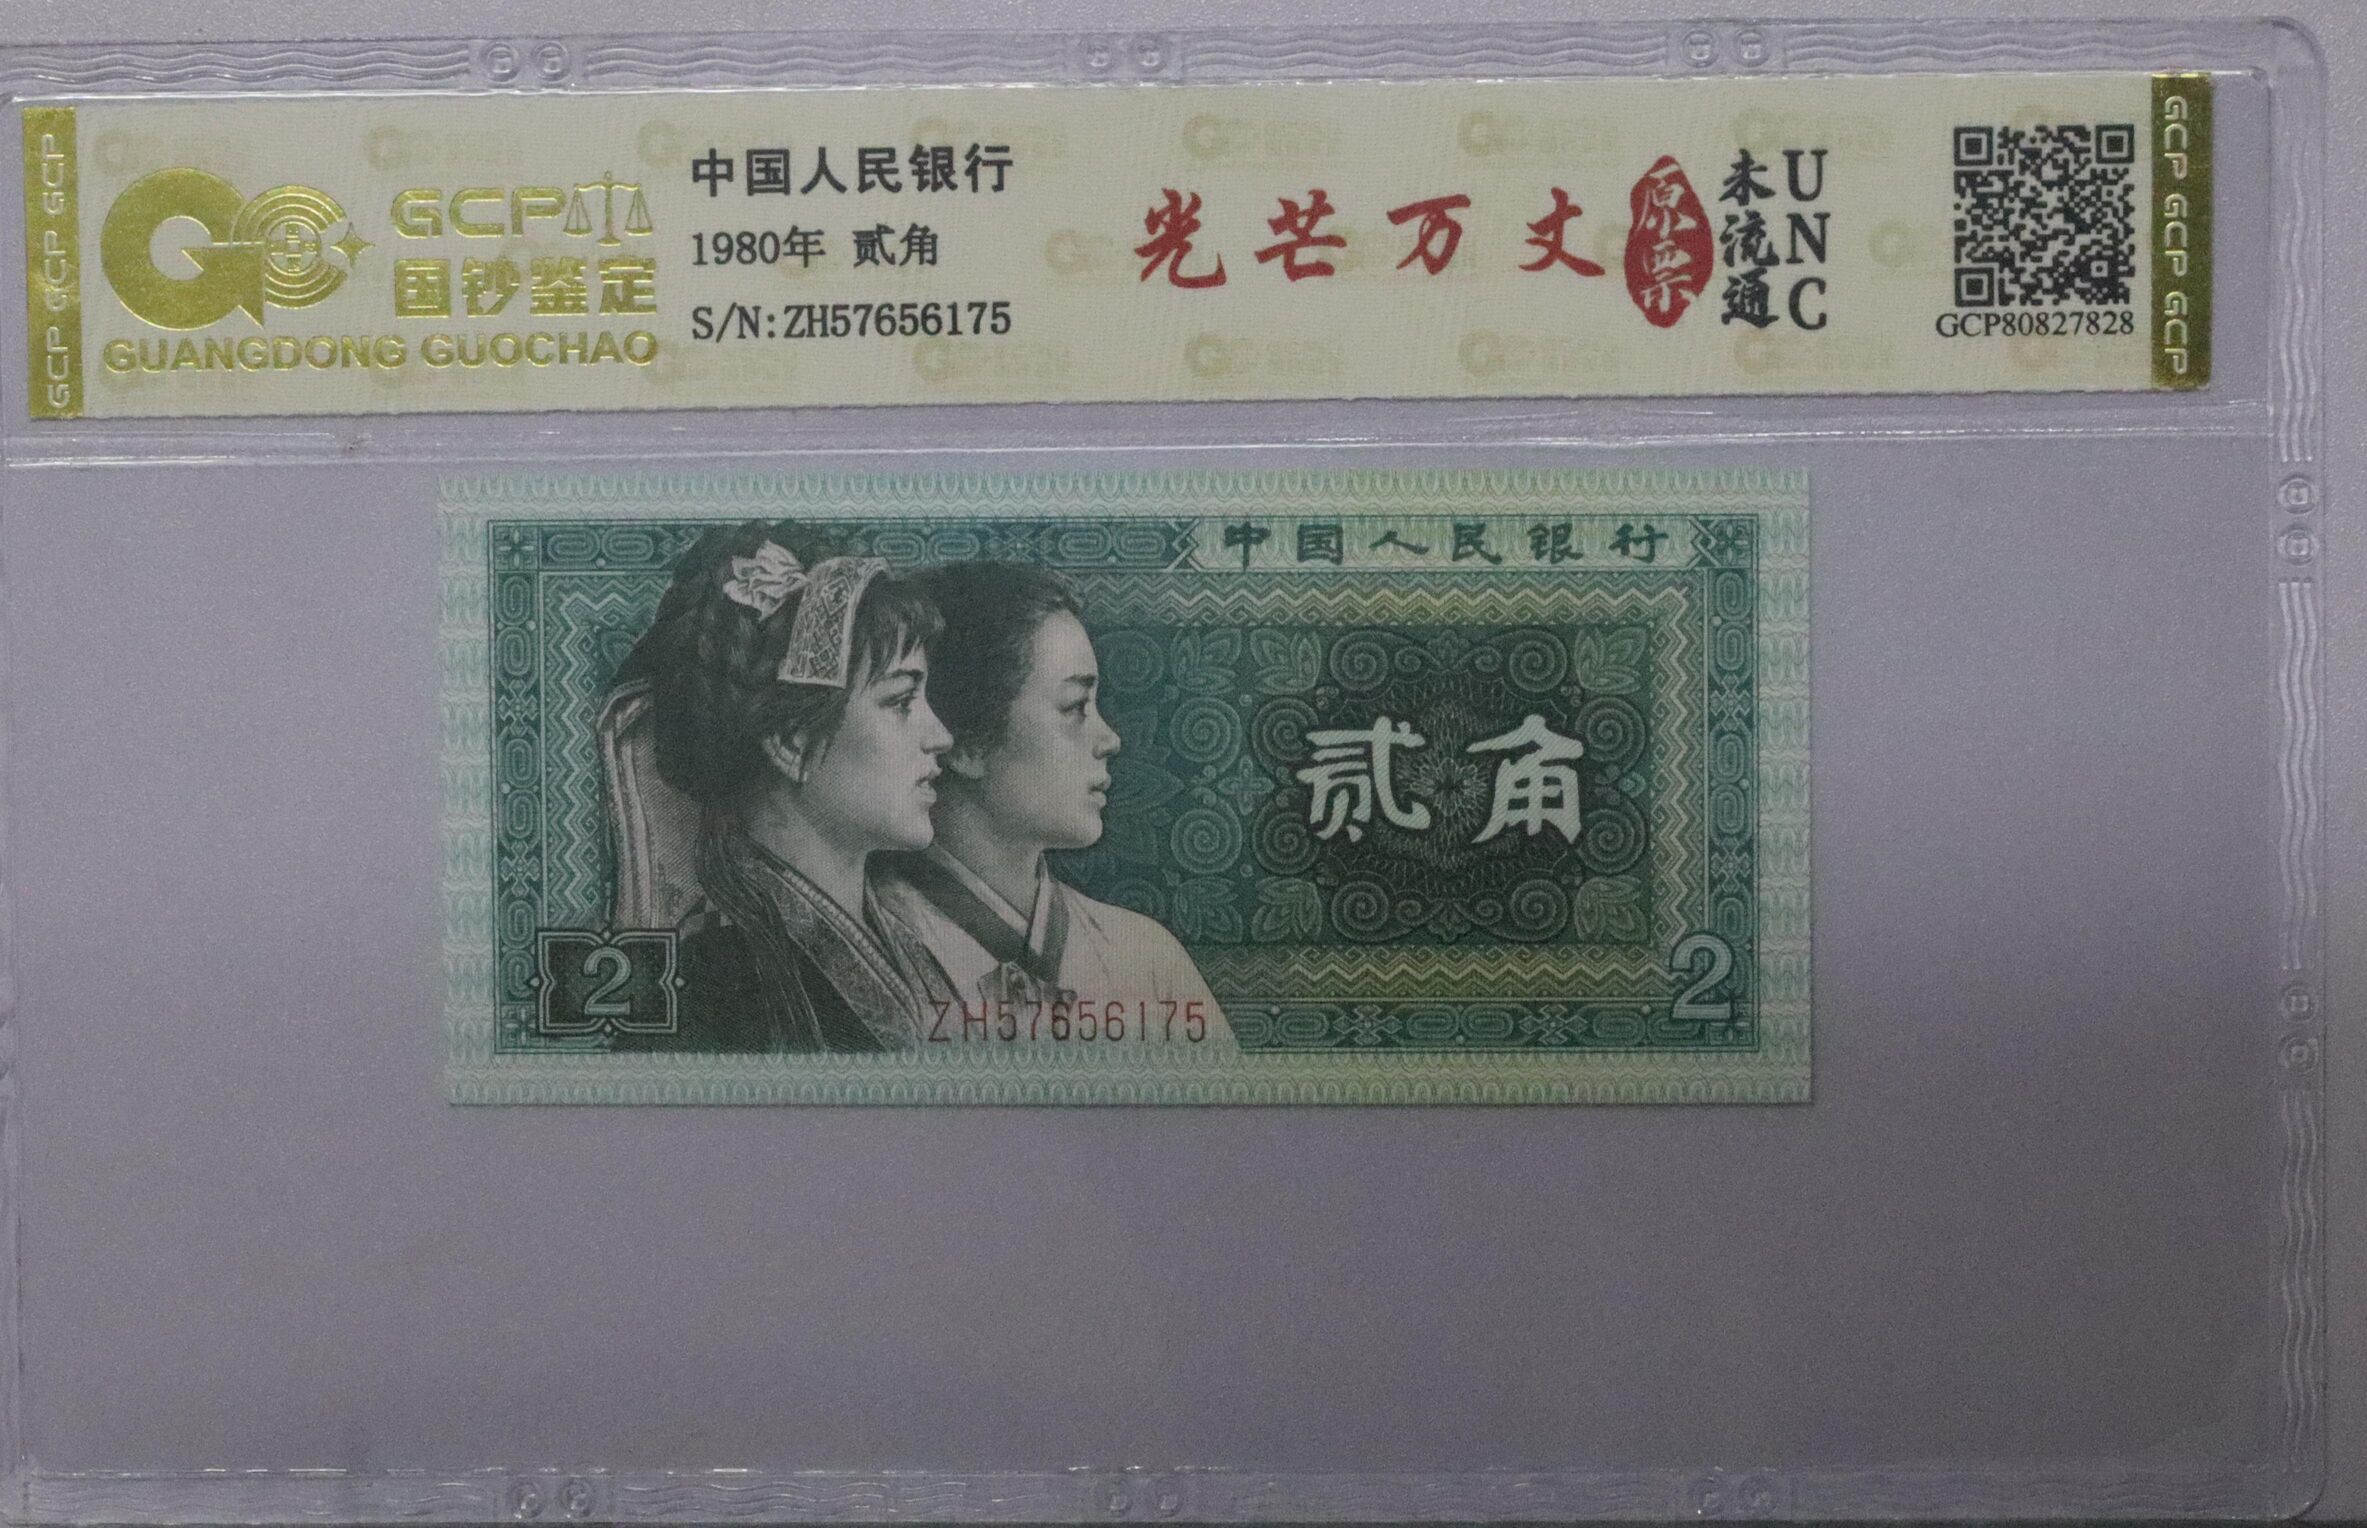 GCP GCP GCP
GCP
国钞鉴定
GUANGDONG GUOCHAO
中国人民银行
1980年 贰角
S/N:ZH57656175
光芒万丈
原票
未流通
UNC
GCP80827828
GCP GCP GCP
中国人民银行
贰角
2
2
ZH57656175